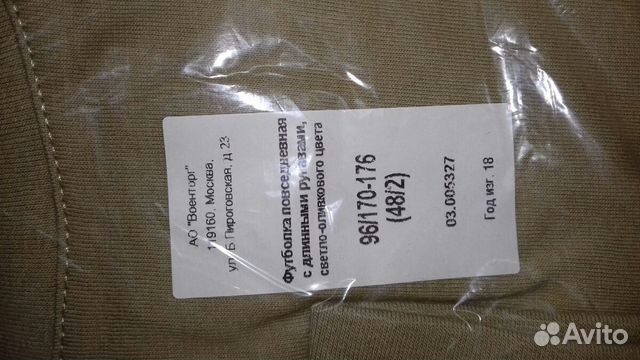 АО "Военторг"
119160, Москва,
ул. Б Пироговская, д 23
Футболка повседневная
с длинными рукавами,
светло-оливкового цвета
96/170-176
(48/2)
03.005327
Год изг. 18
Avito